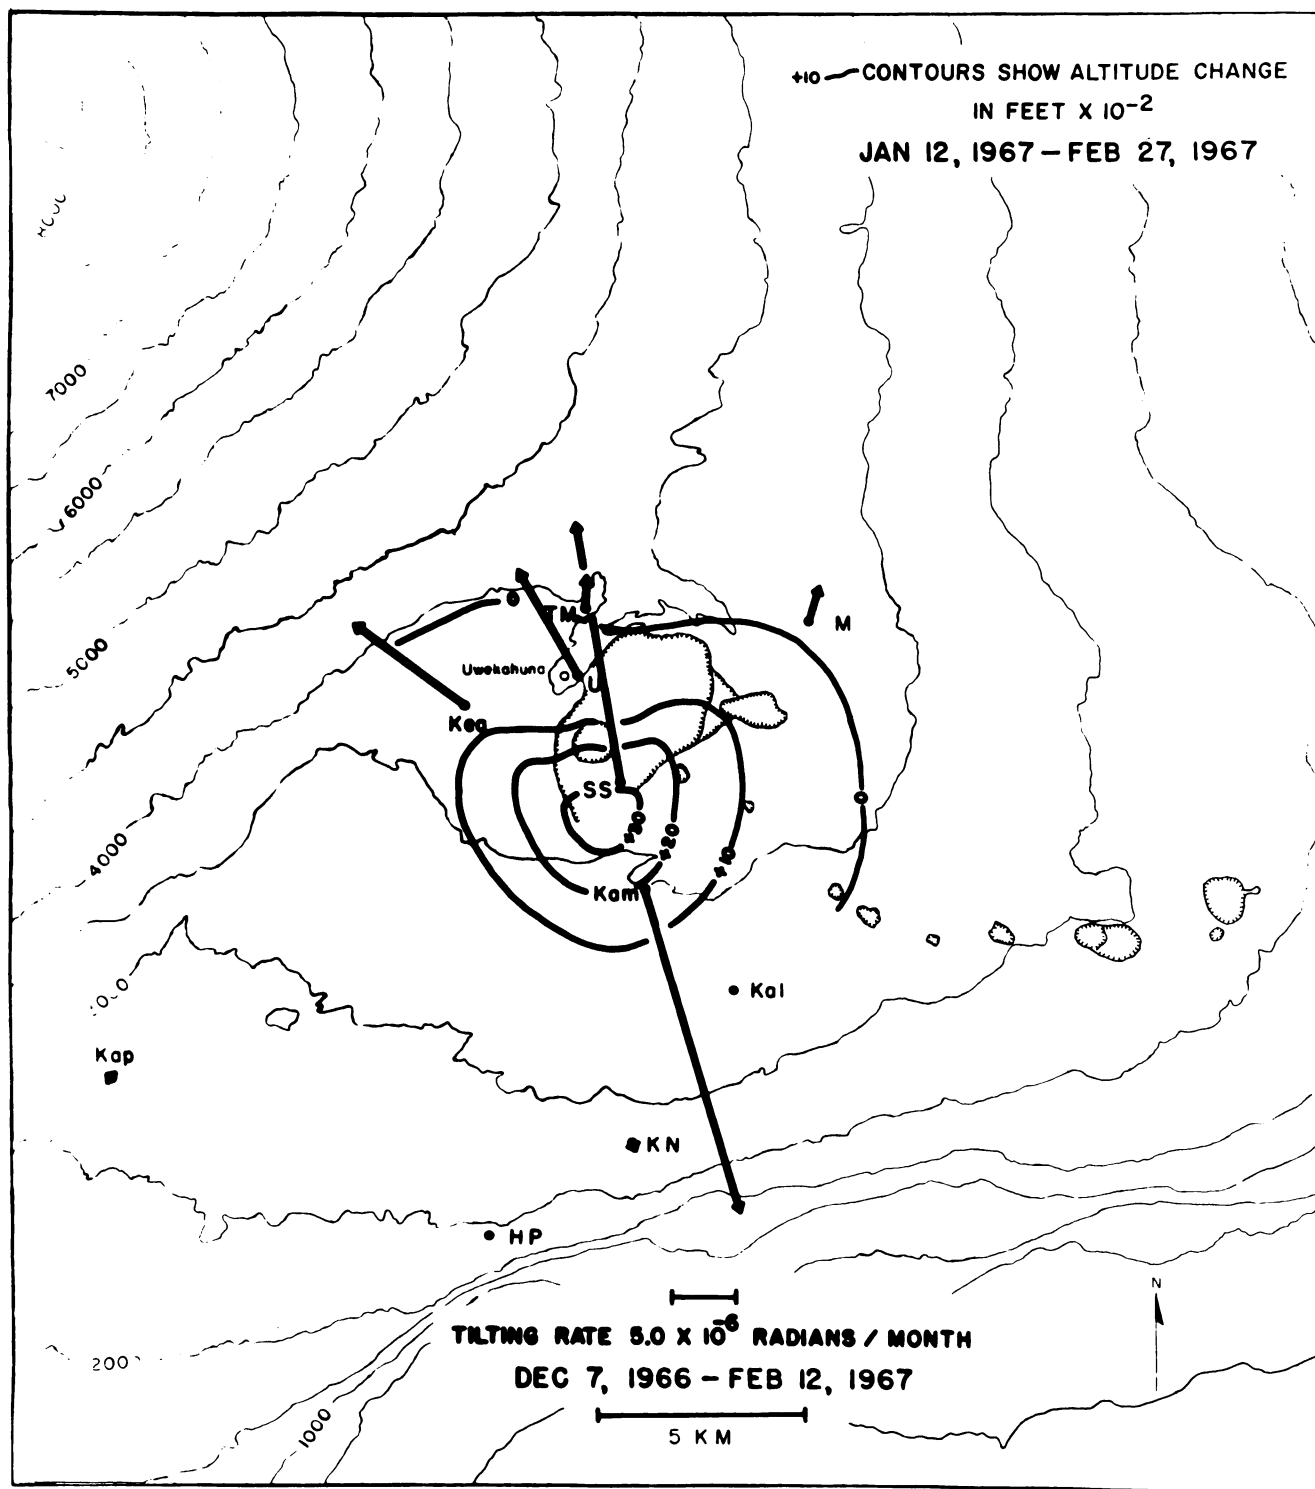 +10 CONTOURS SHOW ALTITUDE CHANGE
IN FEET X 10-2
JAN 12, 1967 – FEB 27, 1967
7000
6000
5000
4000
200
1000
0
TM
M
Uwekahuna
U
Kea
SS
+30
+20
+10
0
Kam
Kal
Kap
KN
HP
N
TILTING RATE 5.0 X 10-6 RADIANS / MONTH
DEC 7, 1966 – FEB 12, 1967
5 KM